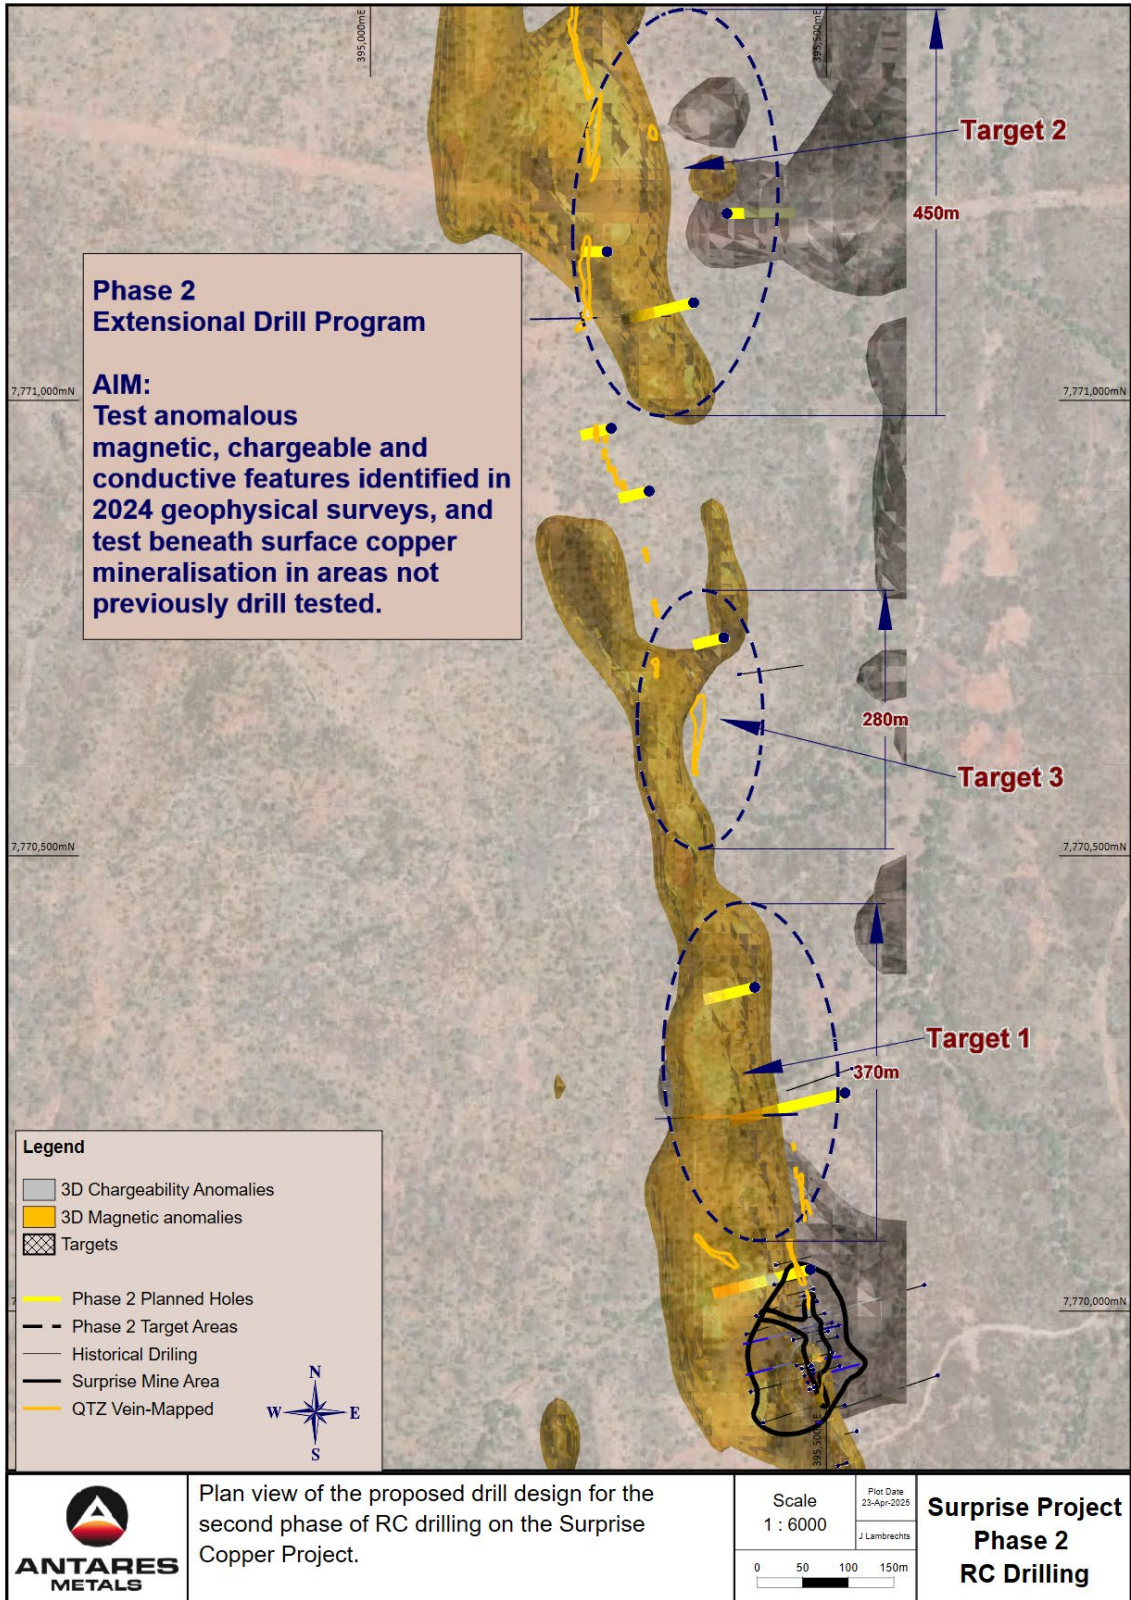 395,000mE
395,500mE
Target 2
450m
Phase 2
Extensional Drill Program
AIM:
Test anomalous
magnetic, chargeable and
conductive features identified in
2024 geophysical surveys, and
test beneath surface copper
mineralisation in areas not
previously drill tested.
7,771,000mN
7,771,000mN
280m
Target 3
7,770,500mN
7,770,500mN
Target 1
370m
Legend
3D Chargeability Anomalies
3D Magnetic anomalies
Targets
Phase 2 Planned Holes
Phase 2 Target Areas
Historical Driling
Surprise Mine Area
QTZ Vein-Mapped
N
W
E
S
7,770,000mN
395,500mE
ANTARES
METALS
Plan view of the proposed drill design for the
second phase of RC drilling on the Surprise
Copper Project.
Scale
1 : 6000
Plot Date
23-Apr-2025
J Lambrechts
0 50 100 150m
Surprise Project
Phase 2
RC Drilling